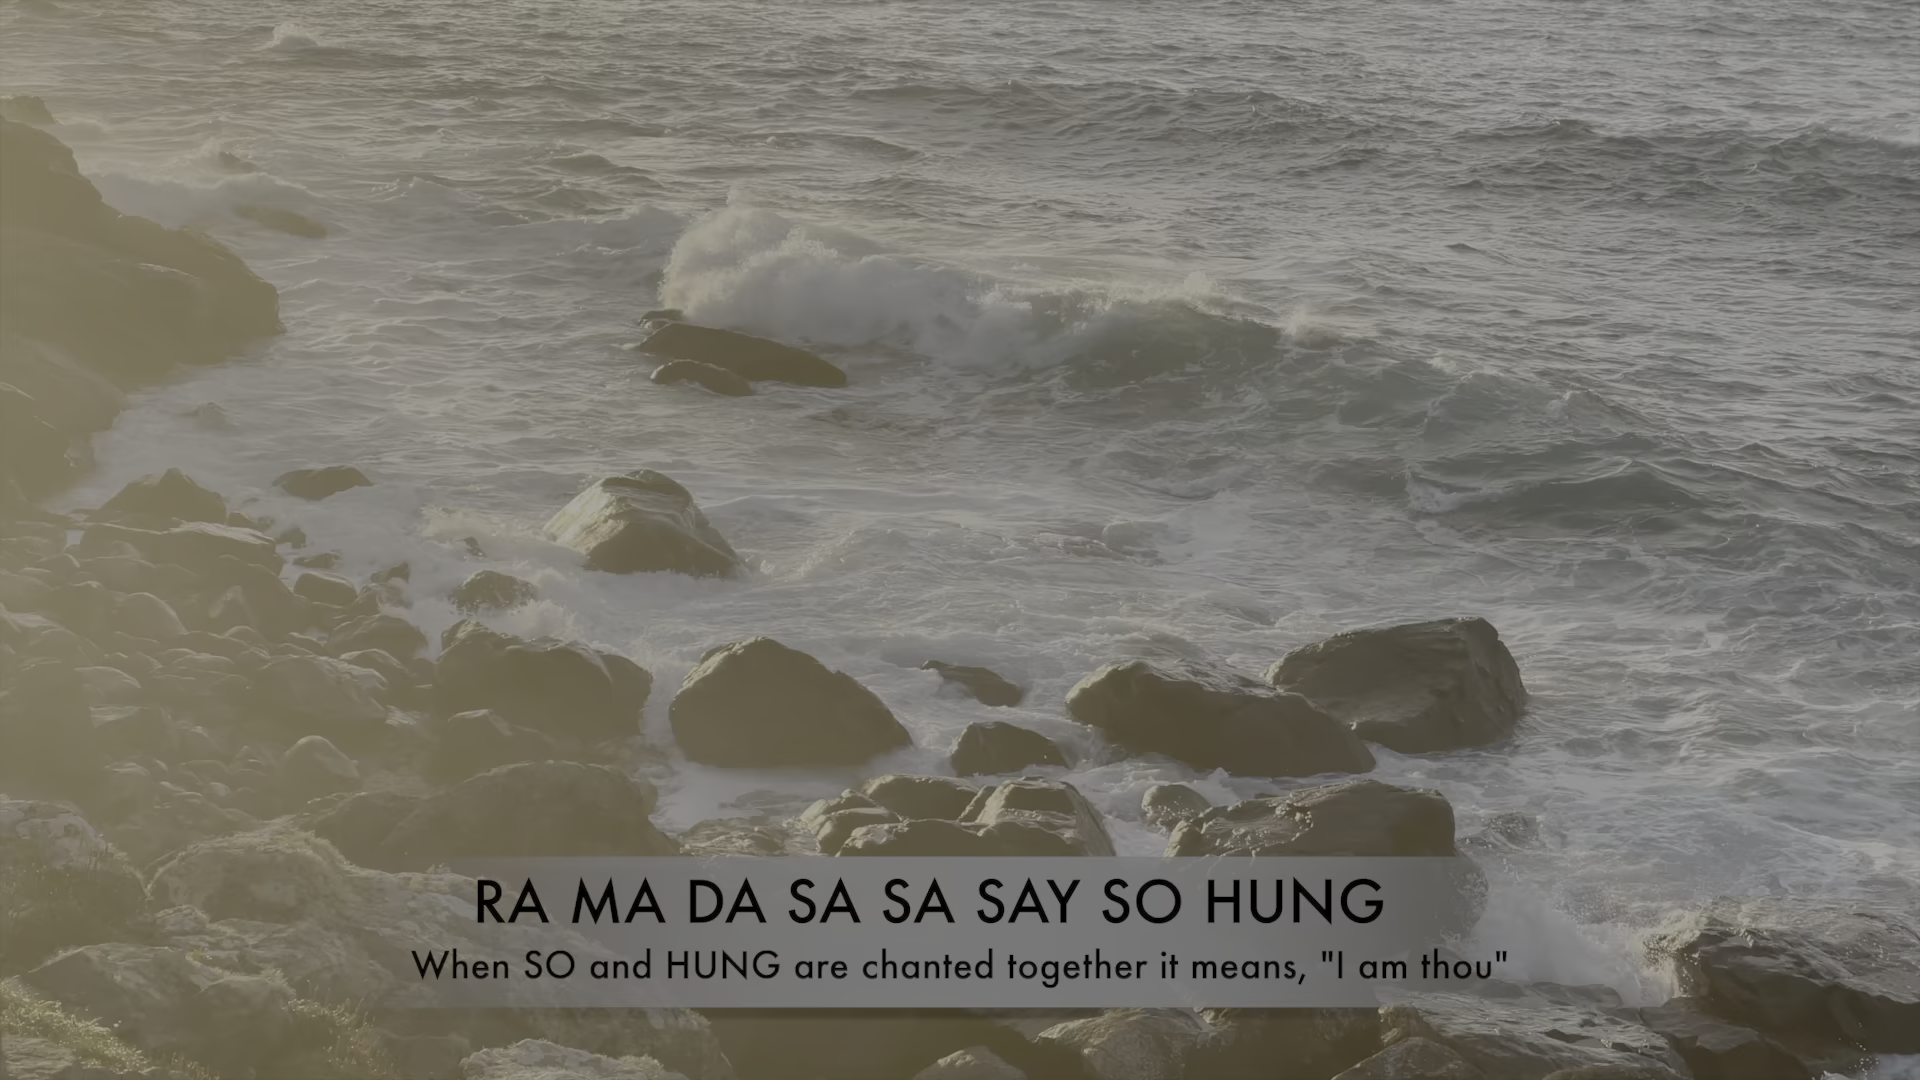 RA MA DA SA SA SAY SO HUNG
When SO and HUNG are chanted together it means, "I am thou"